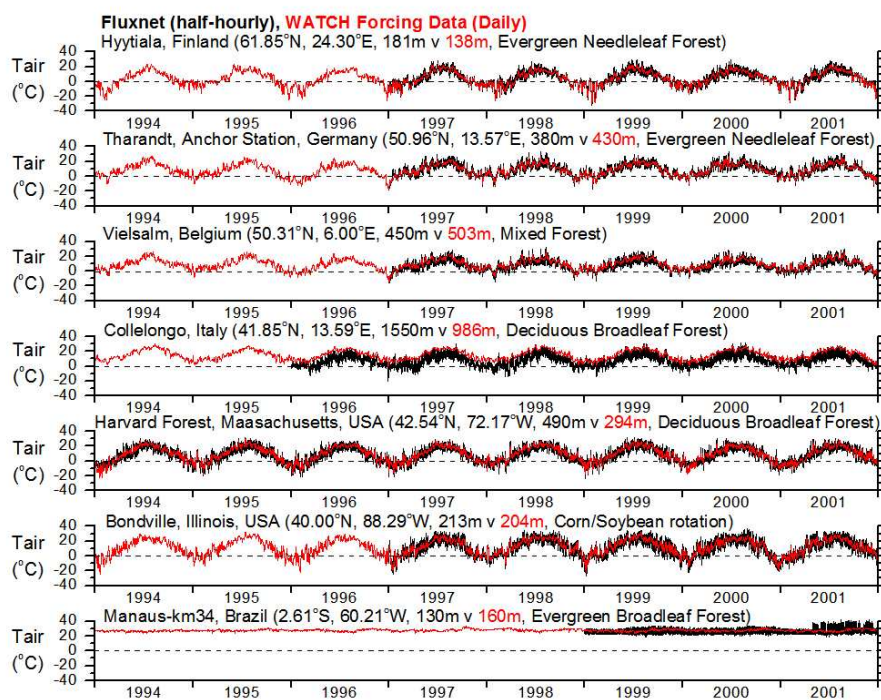 Fluxnet (half-hourly), WATCH Forcing Data (Daily)
Hyytiala, Finland (61.85°N, 24.30°E, 181m v 138m, Evergreen Needleleaf Forest)
Tair
(°C)
40
20
0
-20
-40
1994 1995 1996 1997 1998 1999 2000 2001
Tharandt, Anchor Station, Germany (50.96°N, 13.57°E, 380m v 430m, Evergreen Needleleaf Forest)
Tair
(°C)
40
20
0
-20
-40
1994 1995 1996 1997 1998 1999 2000 2001
Vielsalm, Belgium (50.31°N, 6.00°E, 450m v 503m, Mixed Forest)
Tair
(°C)
40
20
0
-20
-40
1994 1995 1996 1997 1998 1999 2000 2001
Collelongo, Italy (41.85°N, 13.59°E, 1550m v 986m, Deciduous Broadleaf Forest)
Tair
(°C)
40
20
0
-20
-40
1994 1995 1996 1997 1998 1999 2000 2001
Harvard Forest, Maasachusetts, USA (42.54°N, 72.17°W, 490m v 294m, Deciduous Broadleaf Forest)
Tair
(°C)
40
20
0
-20
-40
1994 1995 1996 1997 1998 1999 2000 2001
Bondville, Illinois, USA (40.00°N, 88.29°W, 213m v 204m, Corn/Soybean rotation)
Tair
(°C)
40
20
0
-20
-40
1994 1995 1996 1997 1998 1999 2000 2001
Manaus-km34, Brazil (2.61°S, 60.21°W, 130m v 160m, Evergreen Broadleaf Forest)
Tair
(°C)
40
20
0
-20
-40
1994 1995 1996 1997 1998 1999 2000 2001